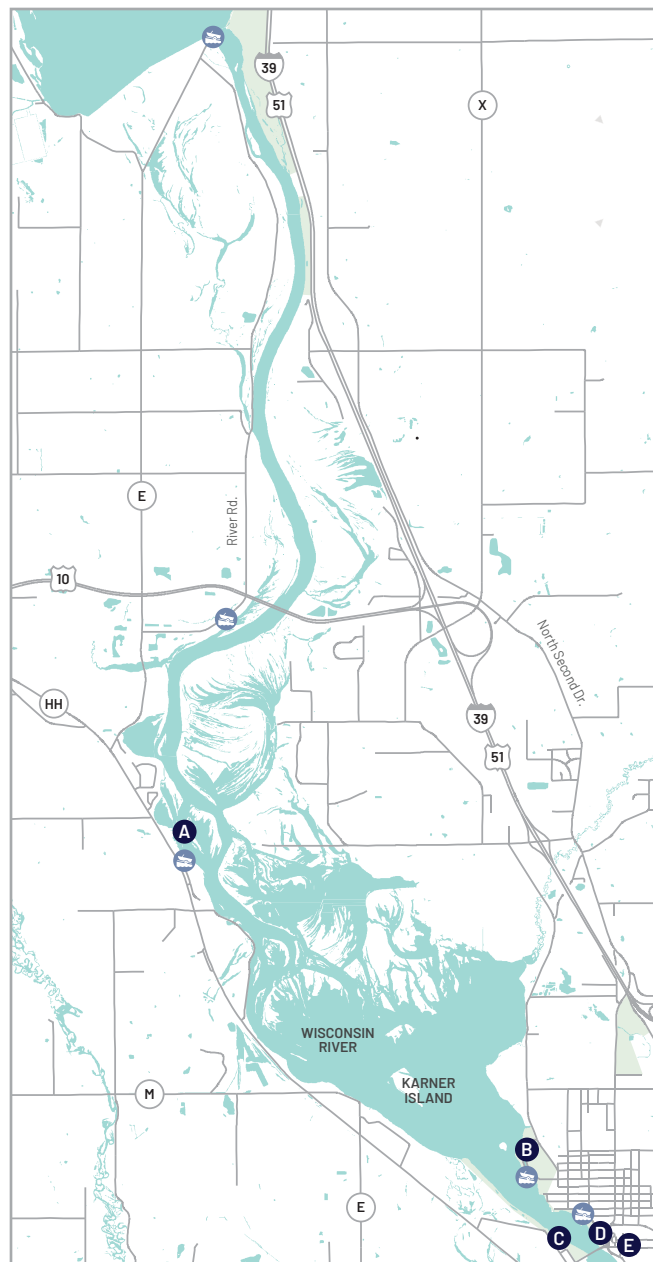 39
51
X
E
River Rd.
10
North Second Dr.
HH
39
51
A
WISCONSIN
RIVER
KARNER
ISLAND
M
B
E
C
D
E